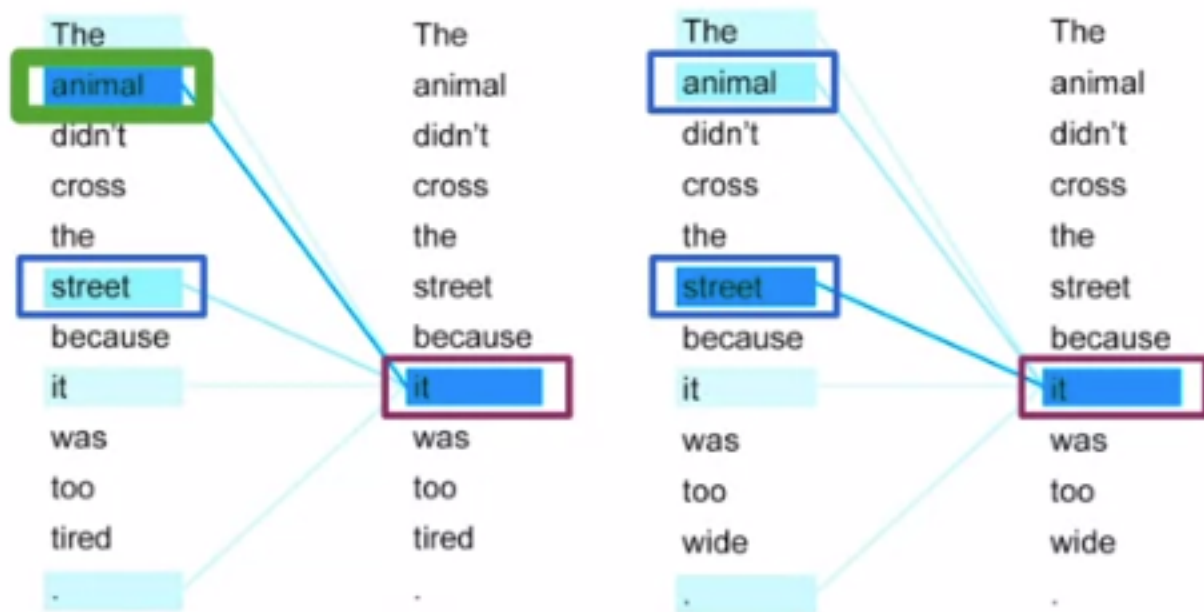 The The The The
animal animal animal animal
didn't didn't didn't didn't
cross cross cross cross
the the the the
street street street street
because because because because
it it it it
was was was was
too too too too
tired tired wide wide
. . . .